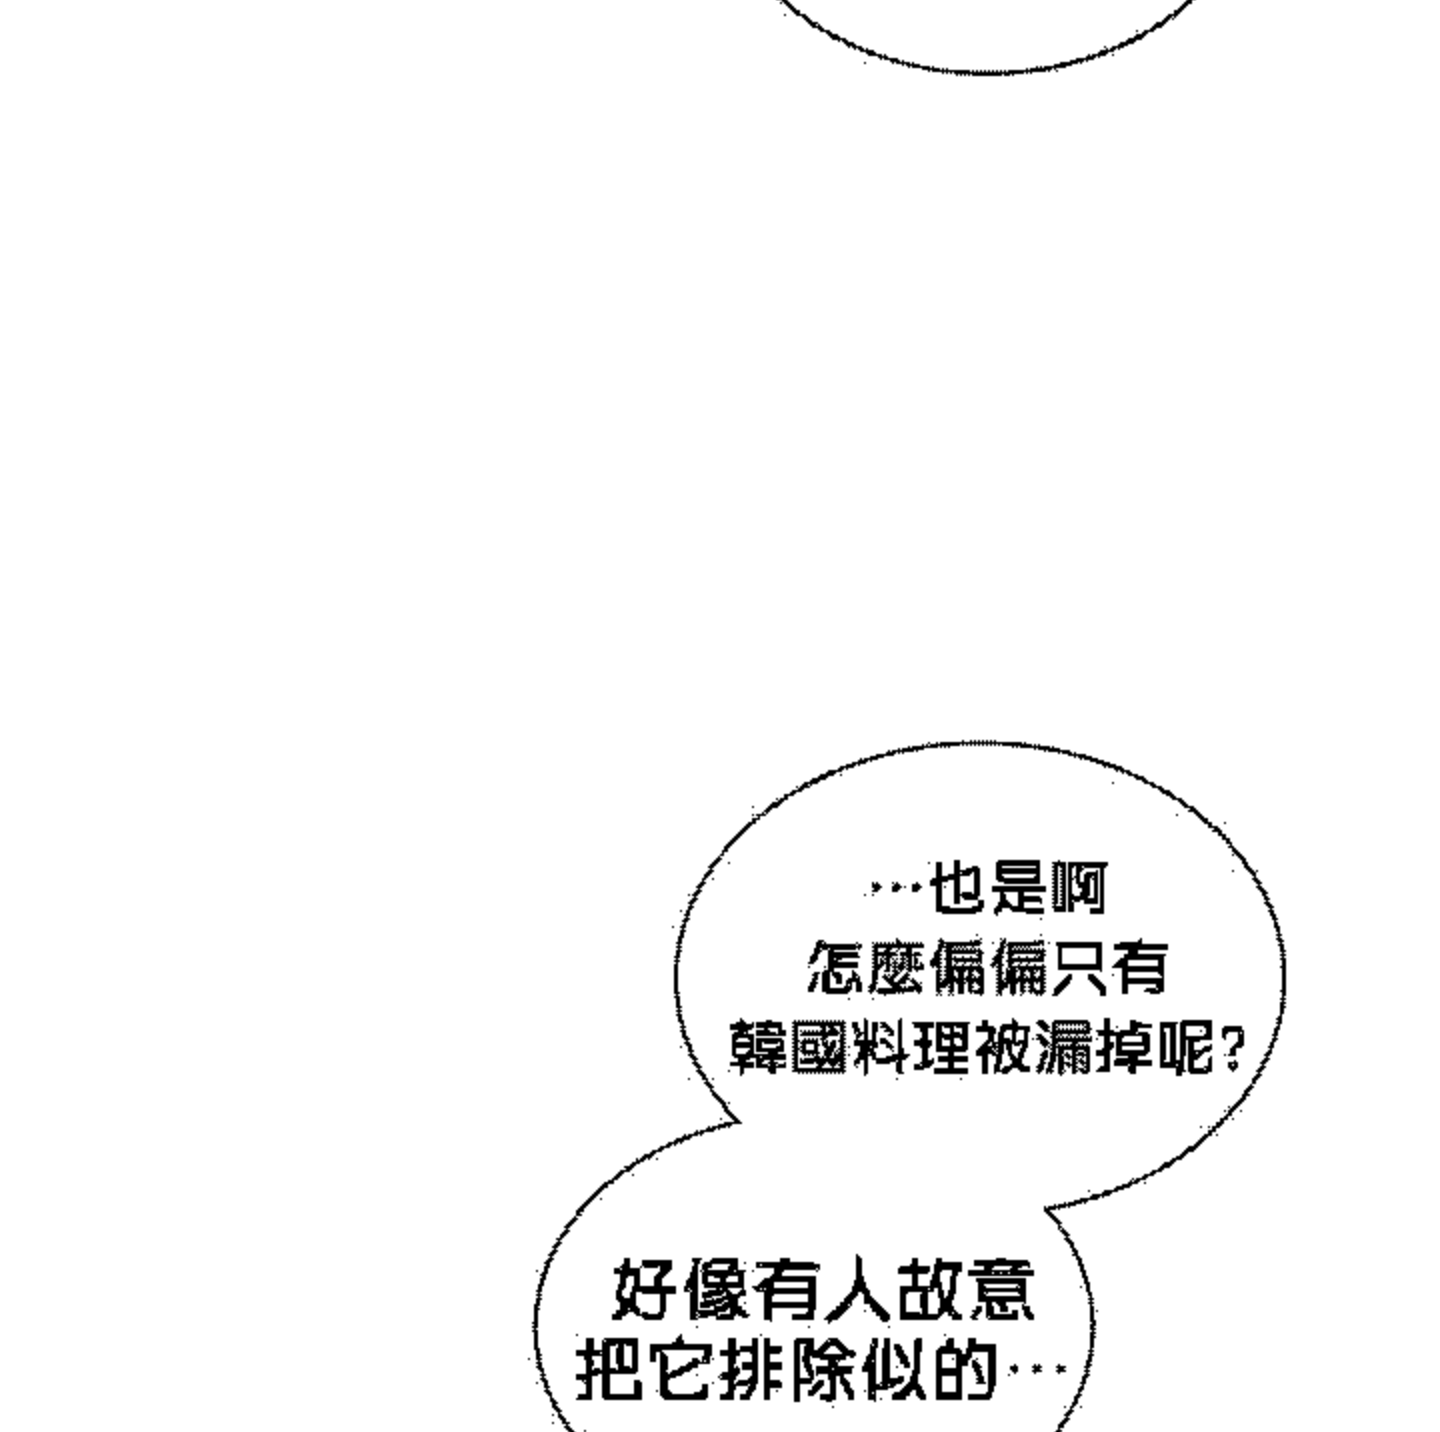 …也是啊
怎麼偏偏只有
韓國料理被漏掉呢?
好像有人故意
把它排除似的…